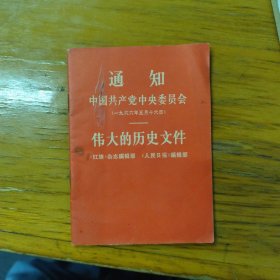 通知
中国共产党中央委员会
(一九六六年五月十六日)
伟大的历史文件
《红旗》杂志编辑部 《人民日报》编辑部